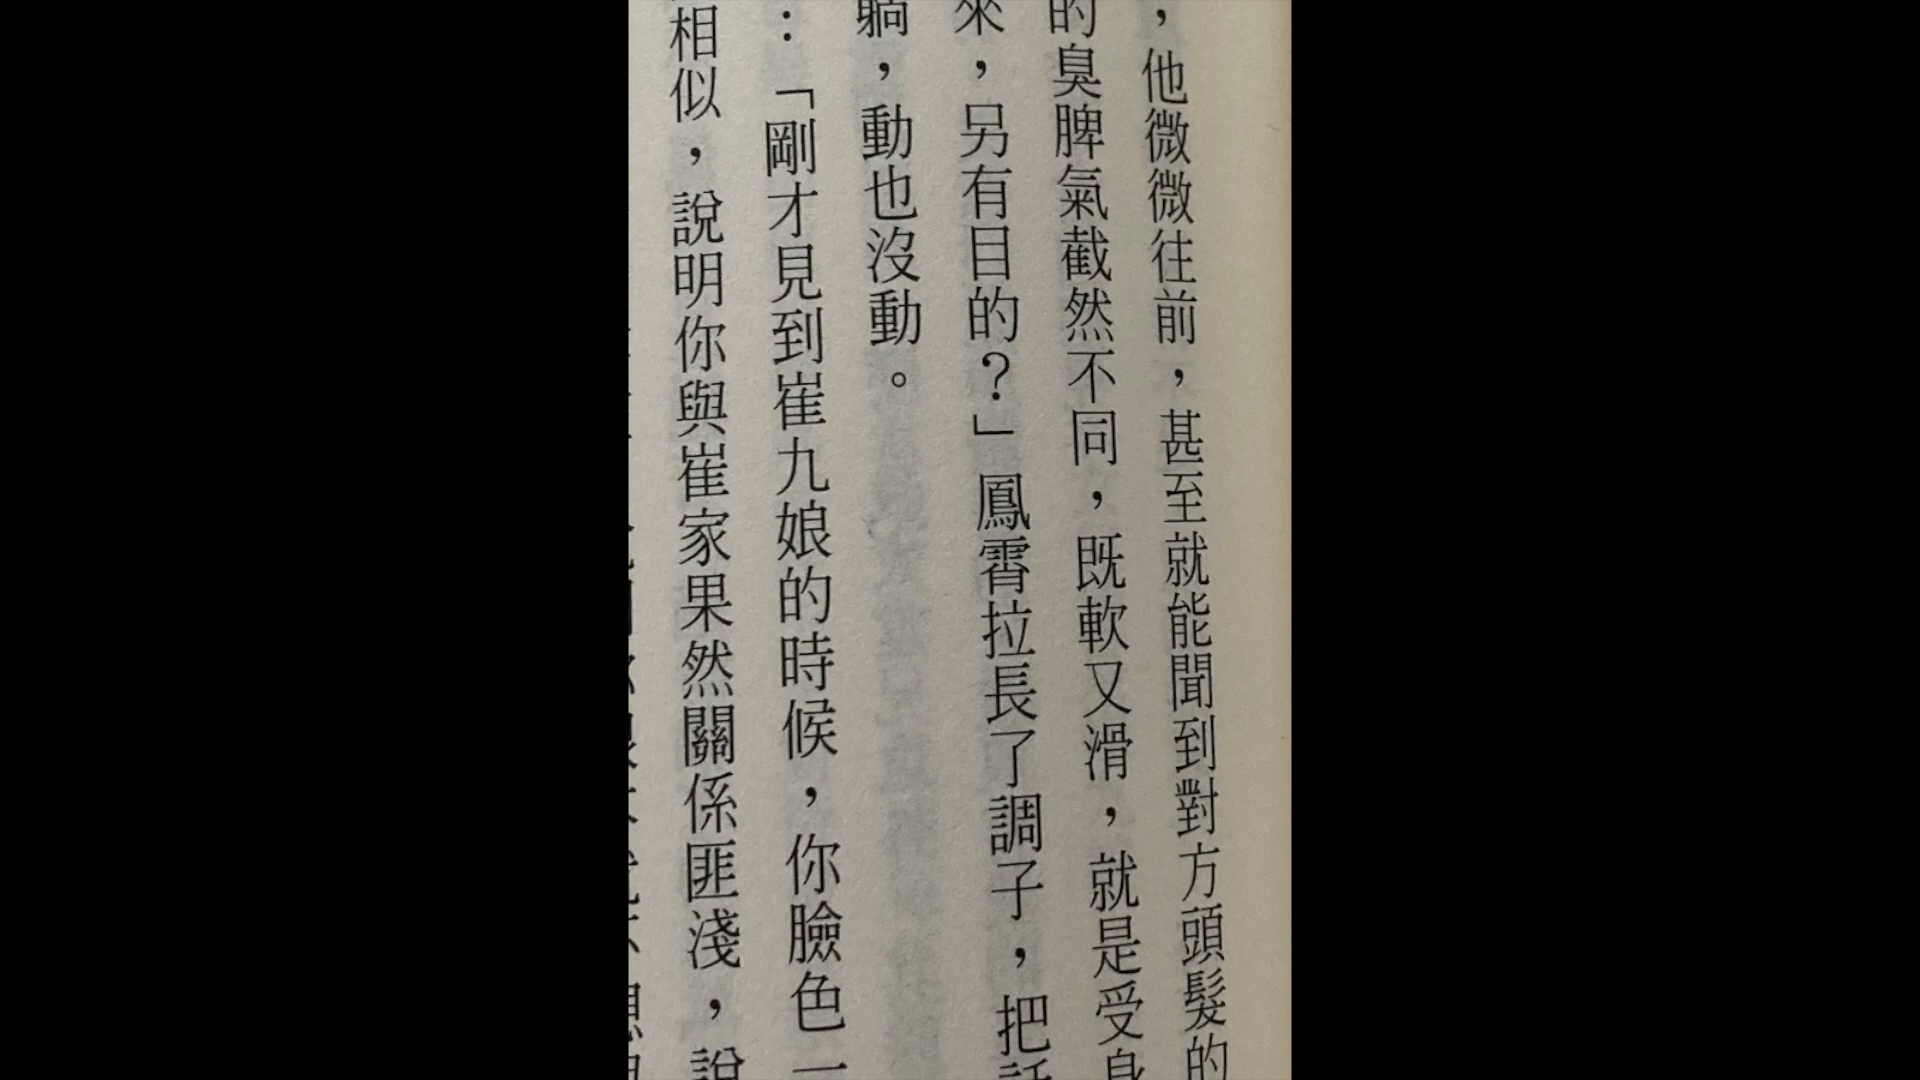 ，他微微往前，甚至就能聞到對方頭髮的
的臭脾氣截然不同，既軟又滑，就是受身
來，另有目的？」鳳霄拉長了調子，把話
躺，動也沒動。
：「剛才見到崔九娘的時候，你臉色一
相似，說明你與崔家果然關係匪淺，說